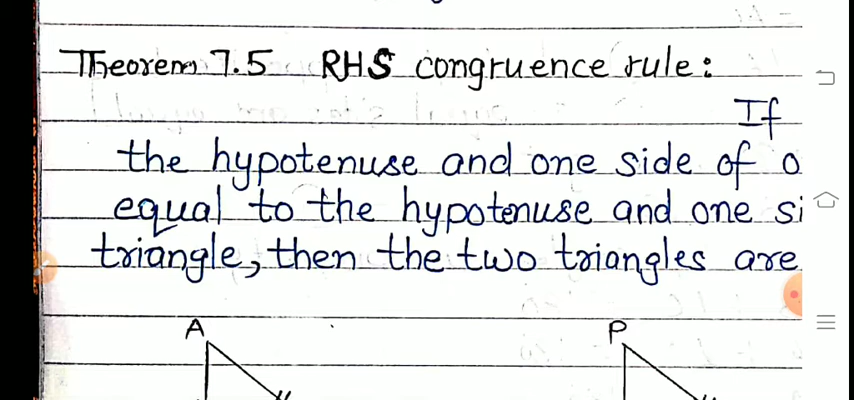 Theorem 7.5 RHS congruence rule:
If
the hypotenuse and one side of
equal to the hypotenuse and one
triangle, then the two triangles are
A P